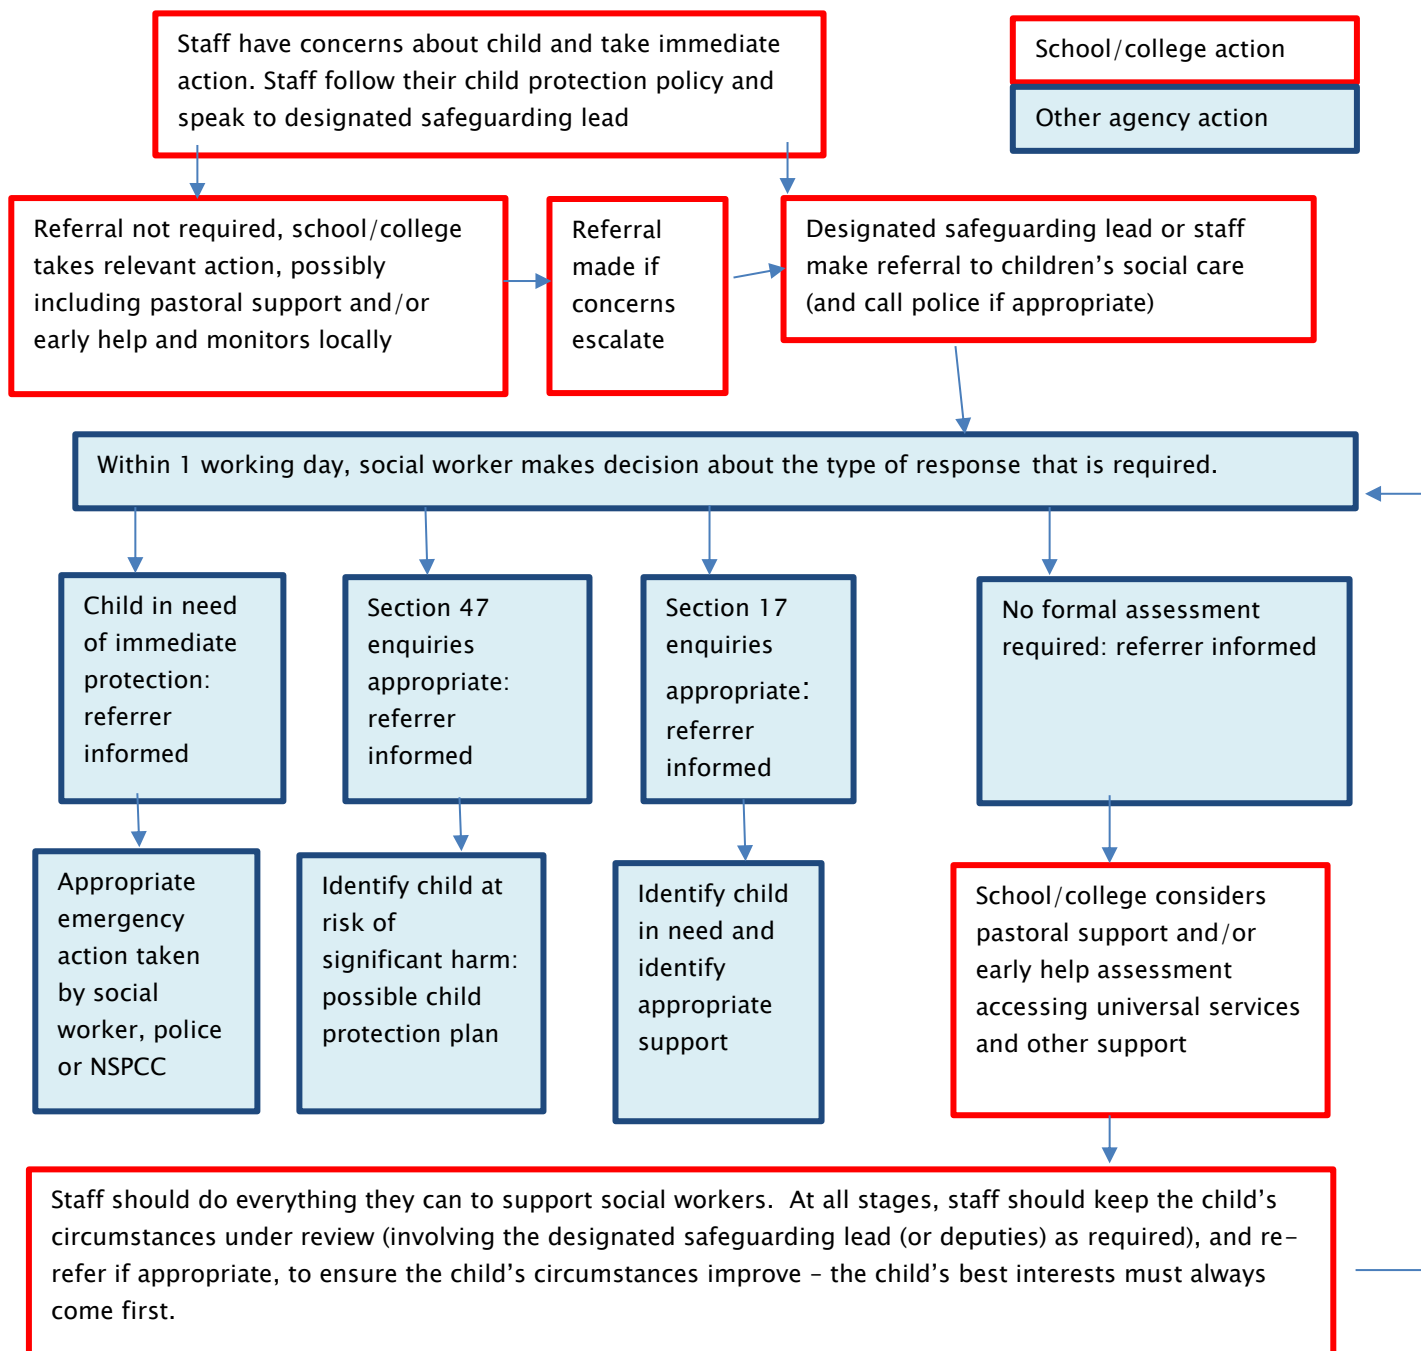 Staff have concerns about child and take immediate
action. Staff follow their child protection policy and
speak to designated safeguarding lead
School/college action
Other agency action
Referral not required, school/college
takes relevant action, possibly
including pastoral support and/or
early help and monitors locally
Referral
made if
concerns
escalate
Designated safeguarding lead or staff
make referral to children’s social care
(and call police if appropriate)
Within 1 working day, social worker makes decision about the type of response that is required.
Child in need
of immediate
protection:
referrer
informed
Section 47
enquiries
appropriate:
referrer
informed
Section 17
enquiries
appropriate:
referrer
informed
No formal assessment
required: referrer informed
Appropriate
emergency
action taken
by social
worker, police
or NSPCC
Identify child at
risk of
significant harm:
possible child
protection plan
Identify child
in need and
identify
appropriate
support
School/college considers
pastoral support and/or
early help assessment
accessing universal services
and other support
Staff should do everything they can to support social workers.  At all stages, staff should keep the child’s
circumstances under review (involving the designated safeguarding lead (or deputies) as required), and re–
refer if appropriate, to ensure the child’s circumstances improve – the child’s best interests must always
come first.